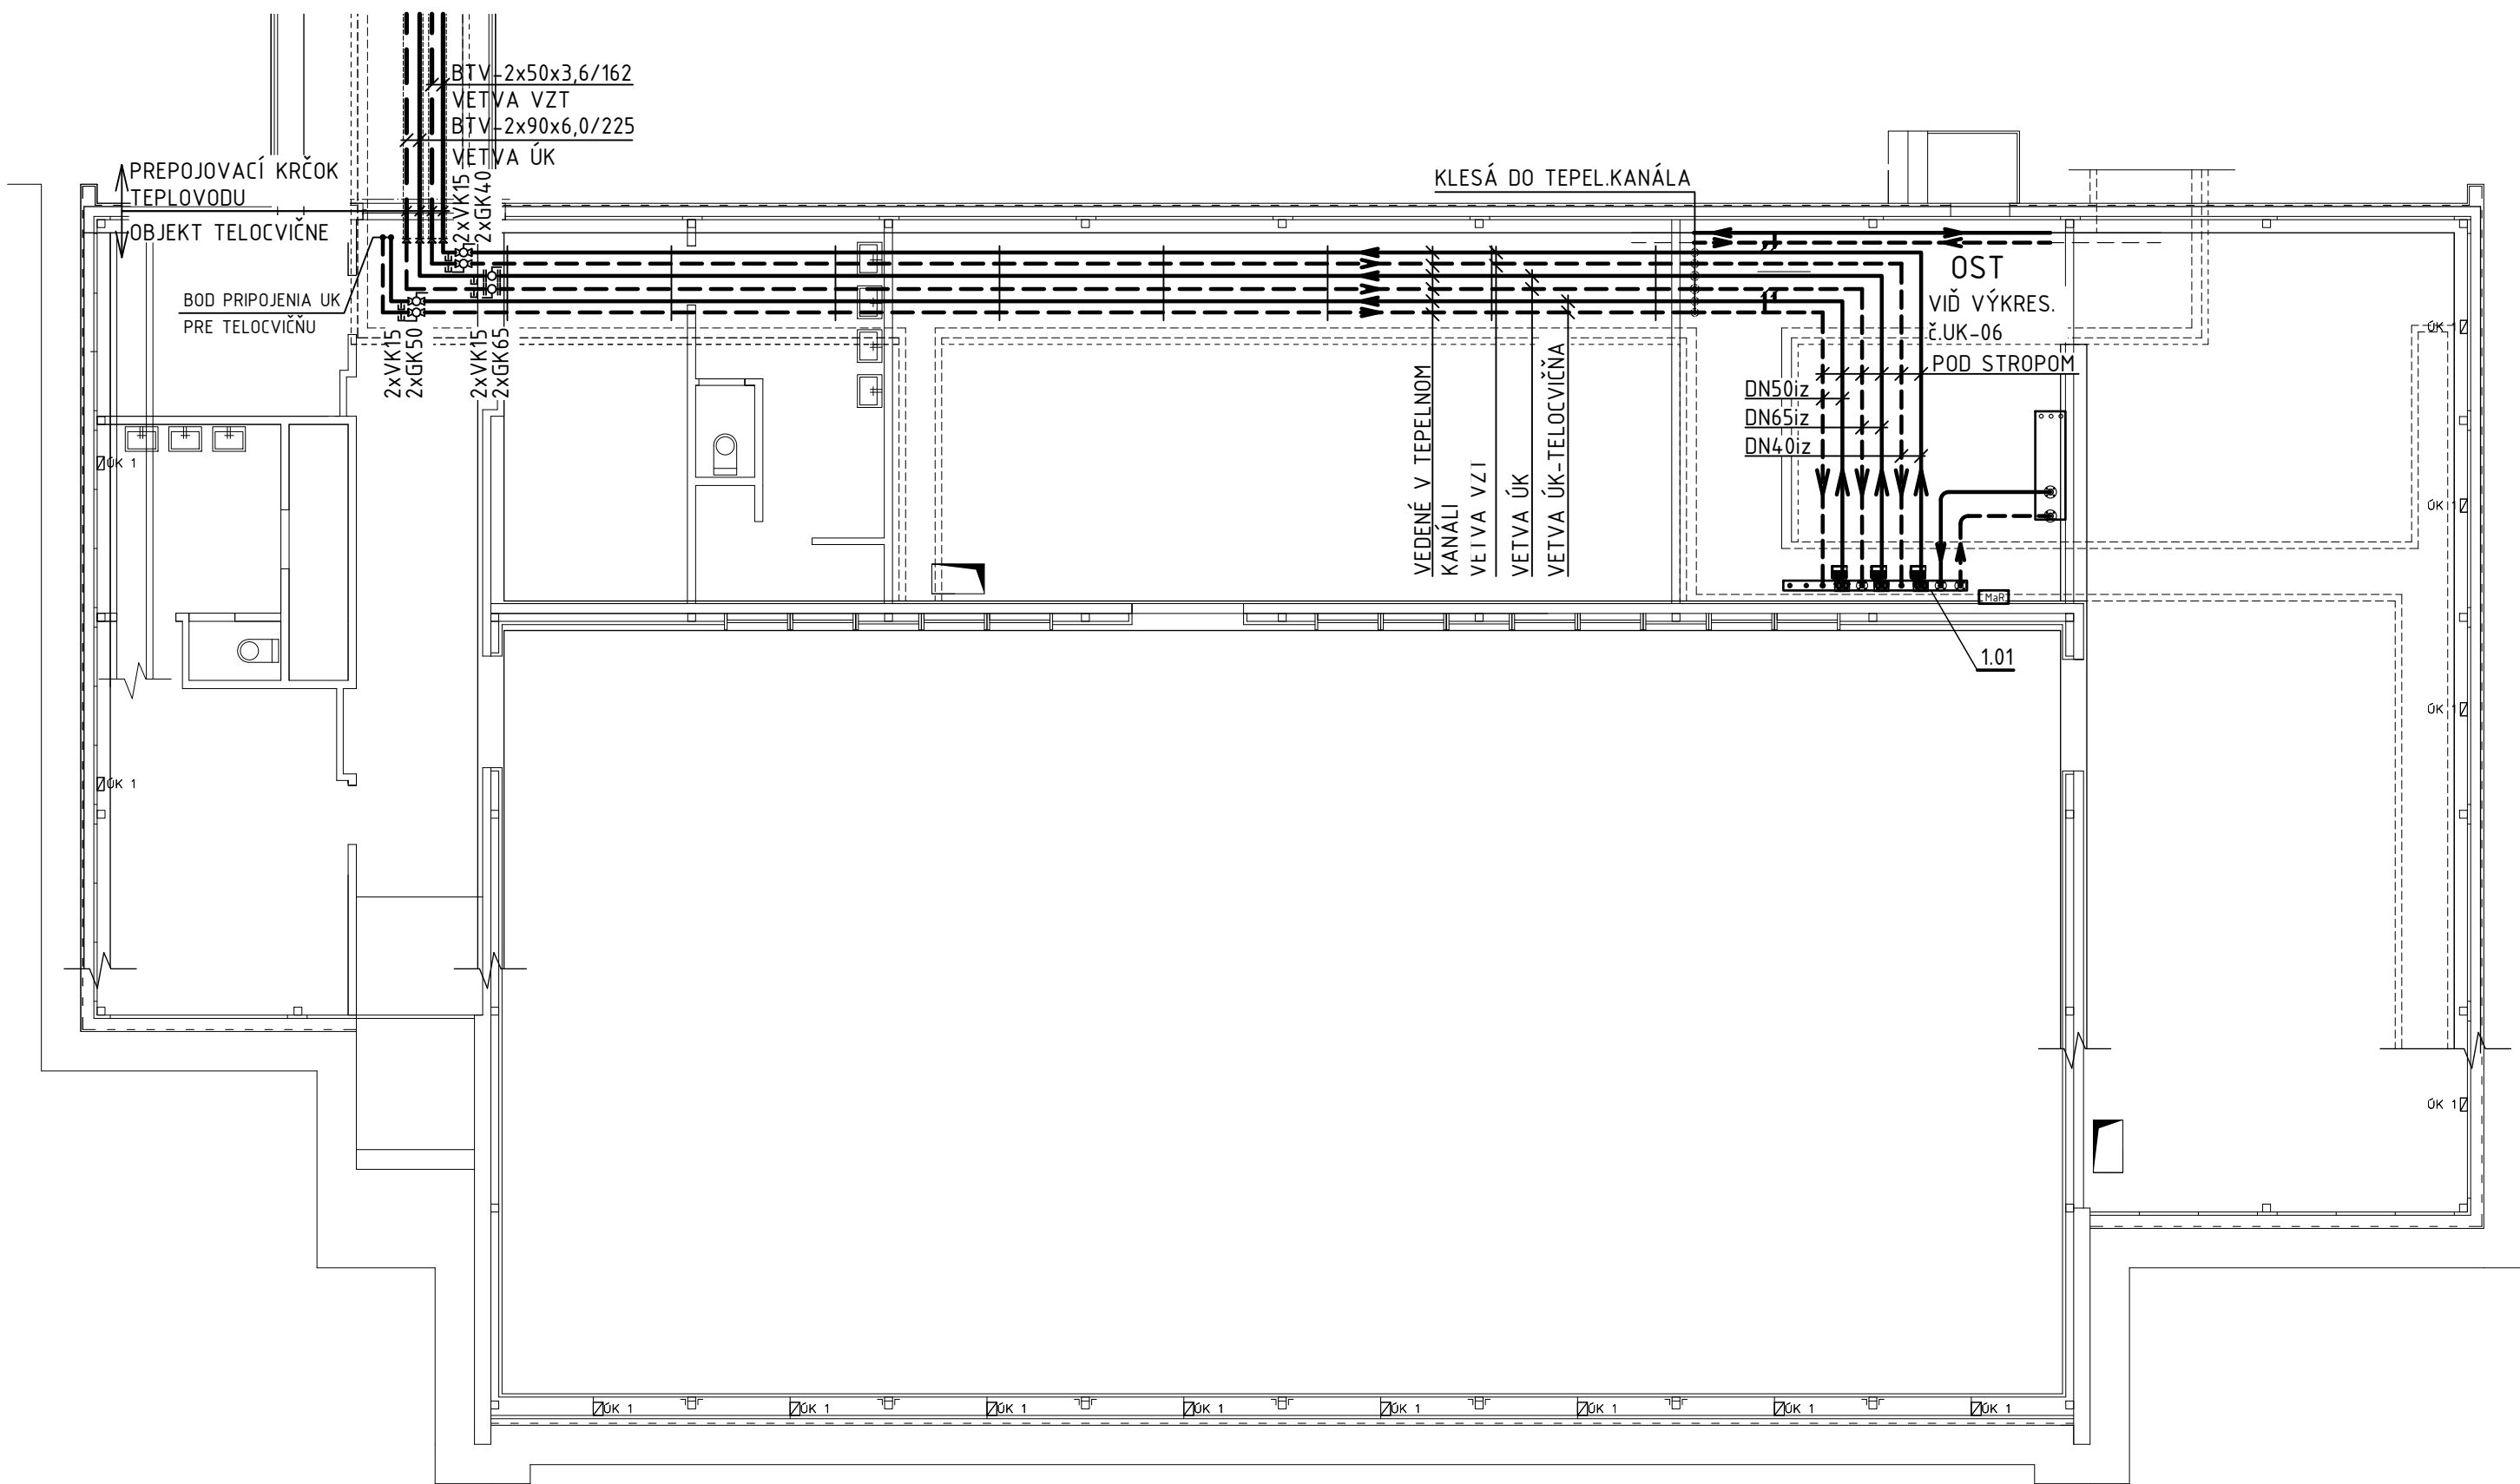 BTV-2x50x3,6/162
VETVA VZT
BTV-2x90x6,0/225
VETVA ÚK
PREPOJOVACÍ KRČOK
TEPLOVODU
OBJEKT TELOCVIČNE
BOD PRIPOJENIA UK
PRE TELOCVIČŇU
2xVK15
2xGK40
2xVK15
2xGK50
2xVK15
2xGK65
KLESÁ DO TEPEL.KANÁLA
OST
VIĎ VÝKRES.
č.UK-06
POD STROPOM
DN50iz
DN65iz
DN40iz
VEDENÉ V TEPELNOM
KANÁLI
VETVA VZT
VETVA ÚK
VETVA ÚK-TELOCVIČŇA
MaR
1.01
ÚK 1
ÚK 1
ÚK 1
ÚK 1
ÚK 1
ÚK 1
ÚK 1
ÚK 1
ÚK 1
ÚK 1
ÚK 1
ÚK 1
ÚK 1
ÚK 1